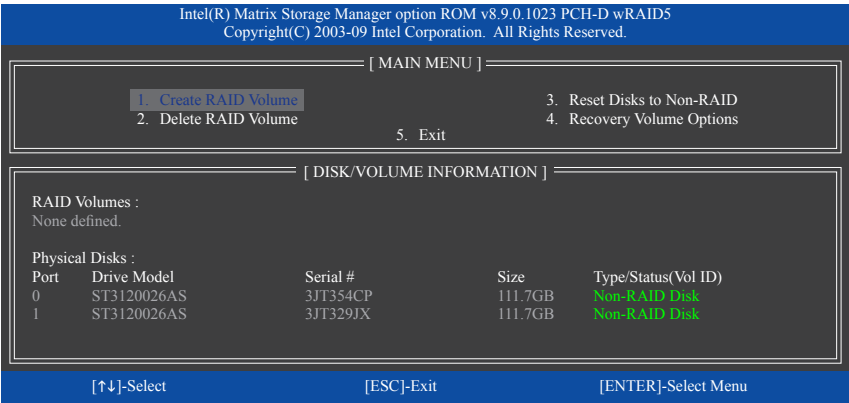 Intel(R) Matrix Storage Manager option ROM v8.9.0.1023 PCH-D wRAID5
Copyright(C) 2003-09 Intel Corporation.  All Rights Reserved.
[ MAIN MENU ]
1. Create RAID Volume 3. Reset Disks to Non-RAID
2. Delete RAID Volume 4. Recovery Volume Options
5. Exit
[ DISK/VOLUME INFORMATION ]
RAID Volumes :
None defined.
Physical Disks :
Port Drive Model Serial # Size Type/Status(Vol ID)
0 ST3120026AS 3JT354CP 111.7GB Non-RAID Disk
1 ST3120026AS 3JT329JX 111.7GB Non-RAID Disk
[↑↓]-Select [ESC]-Exit [ENTER]-Select Menu